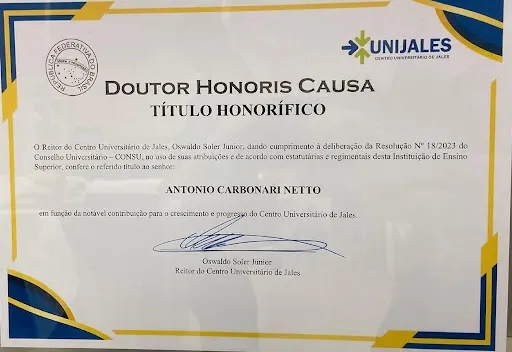 REPÚBLICA FEDERATIVA DO BRASIL
UNIJALES
CENTRO UNIVERSITÁRIO DE JALES
DOUTOR HONORIS CAUSA
TÍTULO HONORÍFICO
O Reitor do Centro Universitário de Jales, Oswaldo Soler Junior, dando cumprimento à deliberação da Resolução Nº 18/2023 do
Conselho Universitário – CONSU, no uso de suas atribuições e de acordo com estatutárias e regimentais desta Instituição de Ensino
Superior, confere o referido título ao senhor:
ANTONIO CARBONARI NETTO
em função da notável contribuição para o crescimento e progresso do Centro Universitário de Jales.
Oswaldo Soler Junior
Reitor do Centro Universitário de Jales